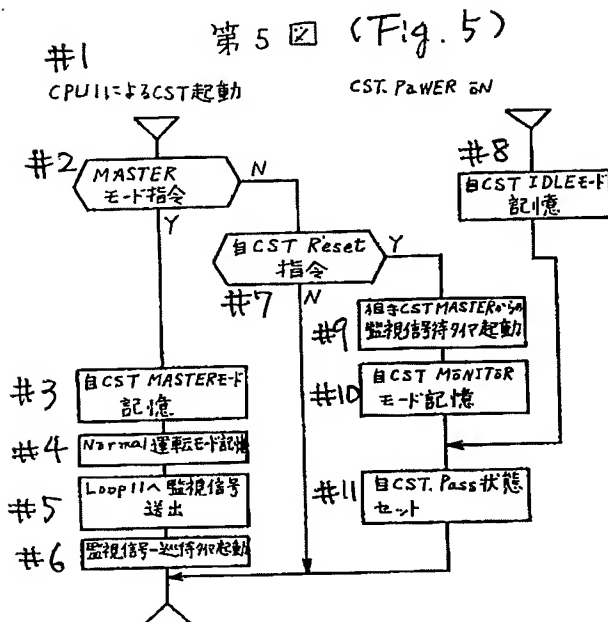 第5図 (Fig. 5)
#1
CPU11によるCST起動
CST. PoWER oN
#2
MASTER
モード指令
N
Y
#8
自CST IDLEモード
記憶
自CST Reset
指令
Y
N
#7
#9
相手CST MASTERからの
監視信号待タイマ起動
#3
自CST MASTERモード
記憶
#10
自CST MoNIToR
モード記憶
#4
Normal運転モード記憶
#5
Loop11へ監視信号
送出
#11
自CST. Pass状態
セット
#6
監視信号一巡待タイマ起動